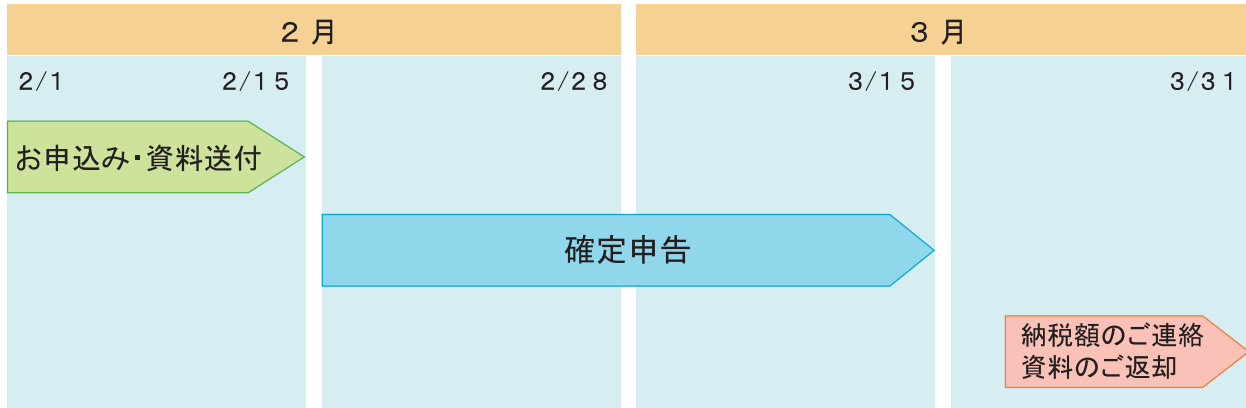 2 月
3 月
2/1
2/15
2/28
3/15
3/31
お申込み・資料送付
確定申告
納税額のご連絡
資料のご返却